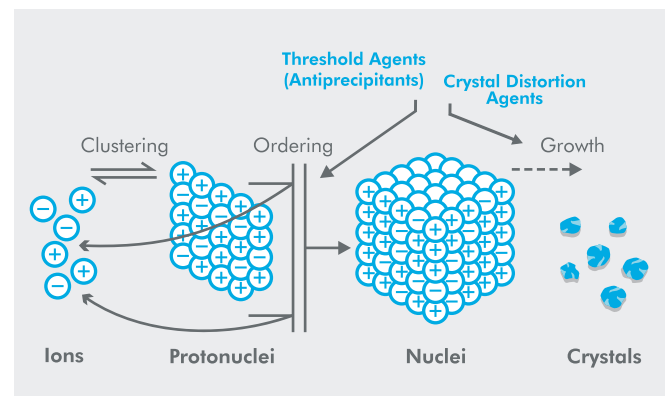 Threshold Agents
(Antiprecipitants)
Crystal Distortion
Agents
Clustering
Ordering
Growth
Ions
Protonuclei
Nuclei
Crystals